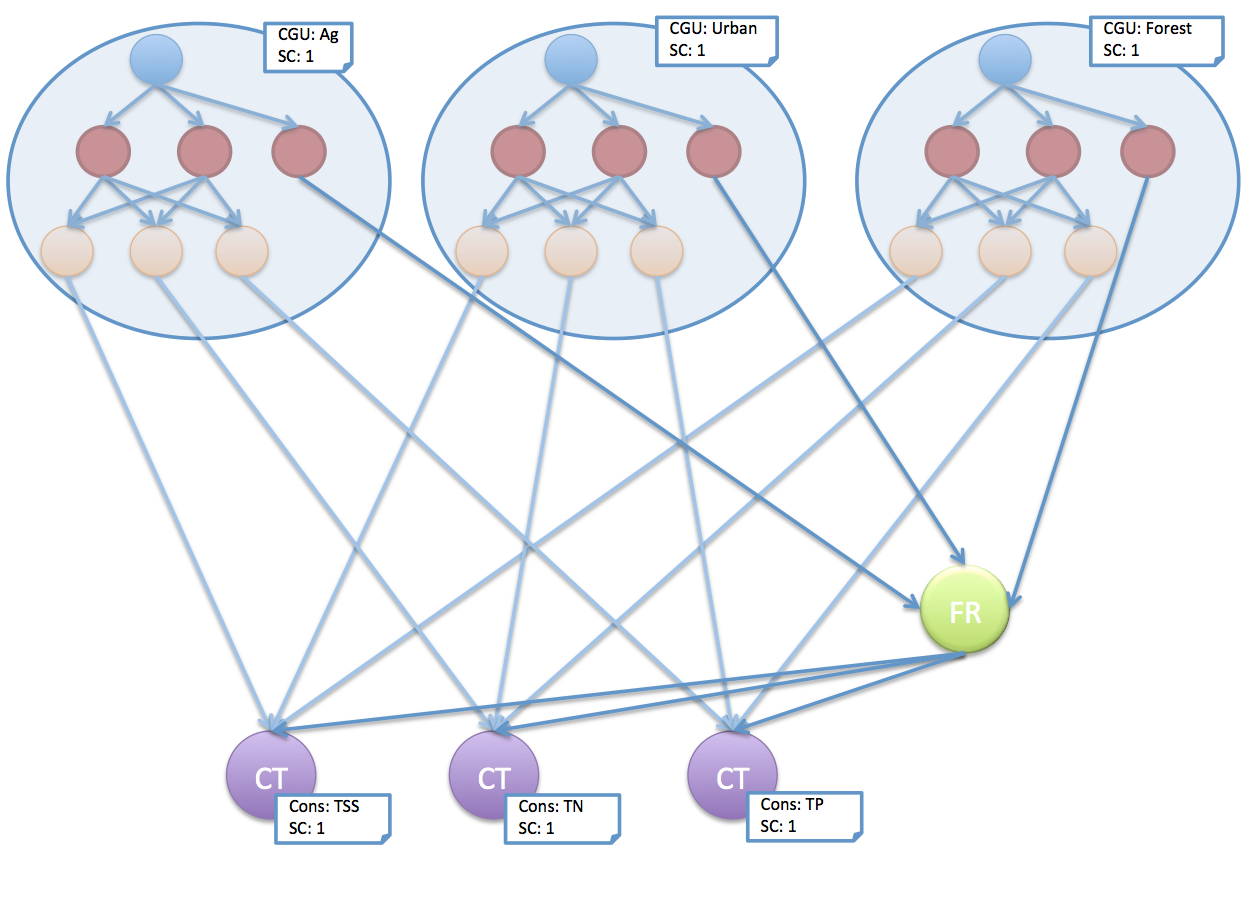 CGU: Ag
SC: 1
CGU: Urban
SC: 1
CGU: Forest
SC: 1
FR
CT
CT
CT
Cons: TSS
SC: 1
Cons: TN
SC: 1
Cons: TP
SC: 1